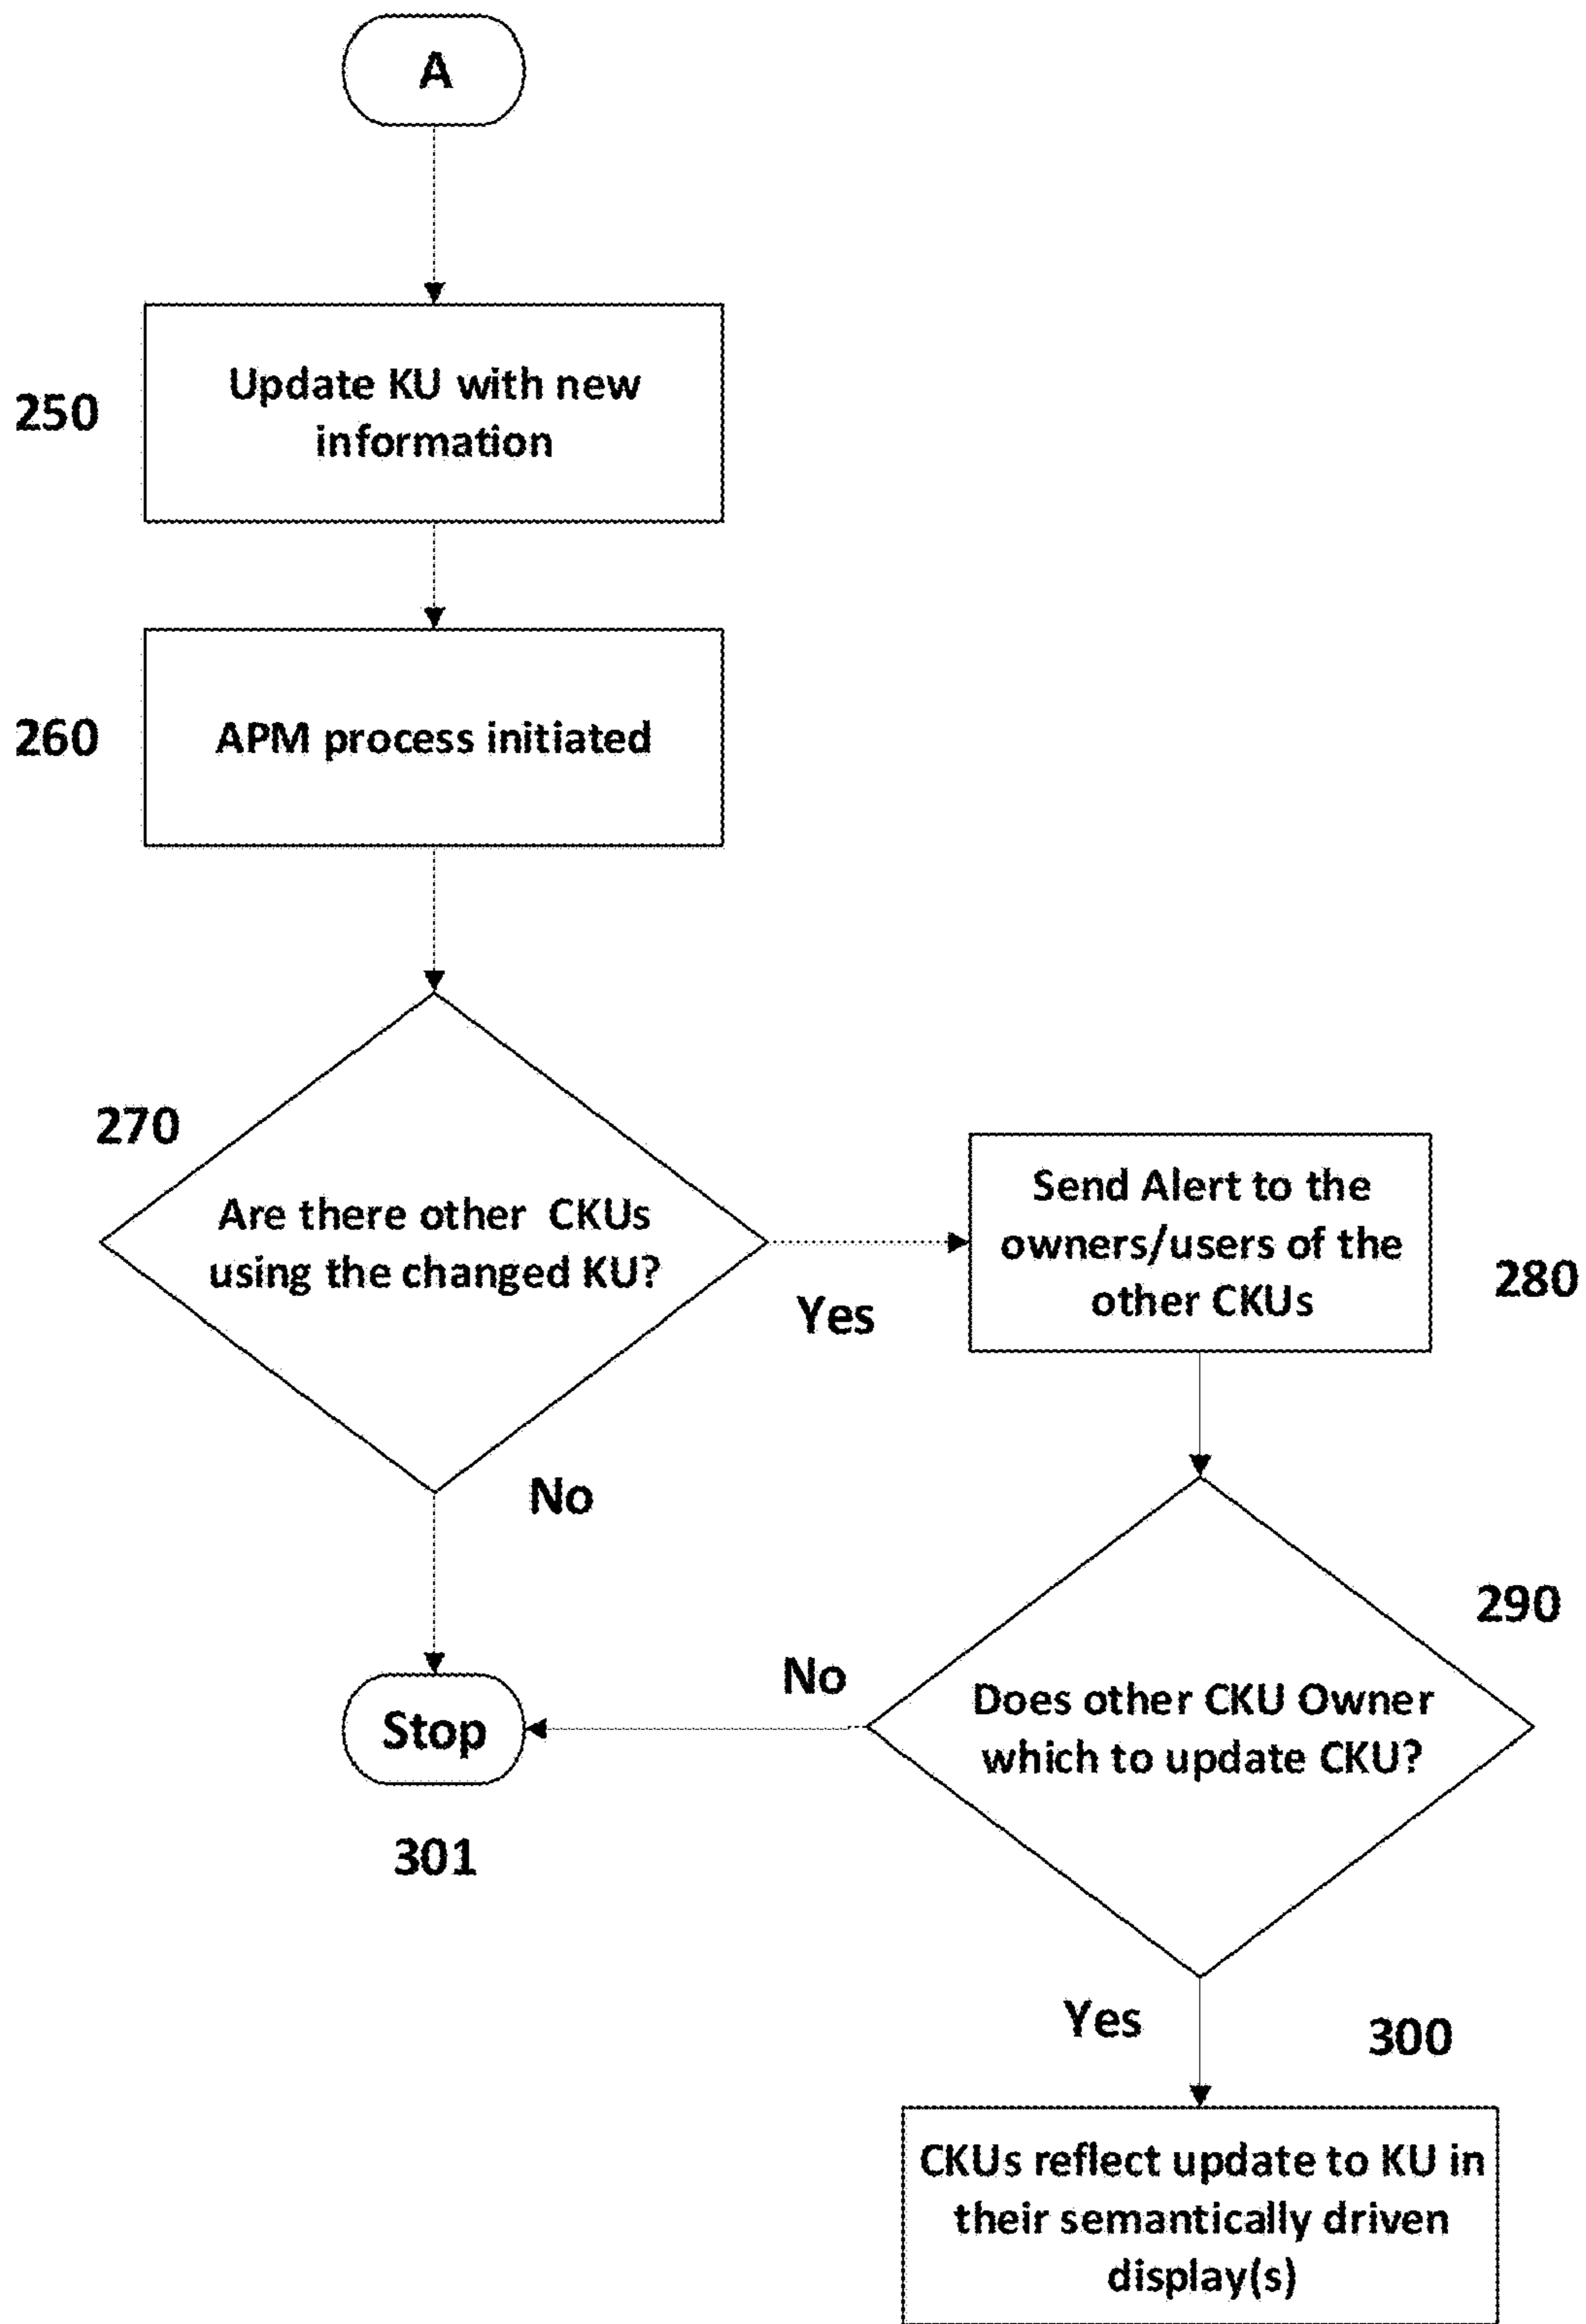 A
250
Update KU with new
information
260
APM process initiated
270
Are there other CKUs
using the changed KU?
Yes
No
Send Alert to the
owners/users of the
other CKUs
280
290
Does other CKU Owner
which to update CKU?
No
Stop
301
Yes
300
CKUs reflect update to KU in
their semantically driven
display(s)